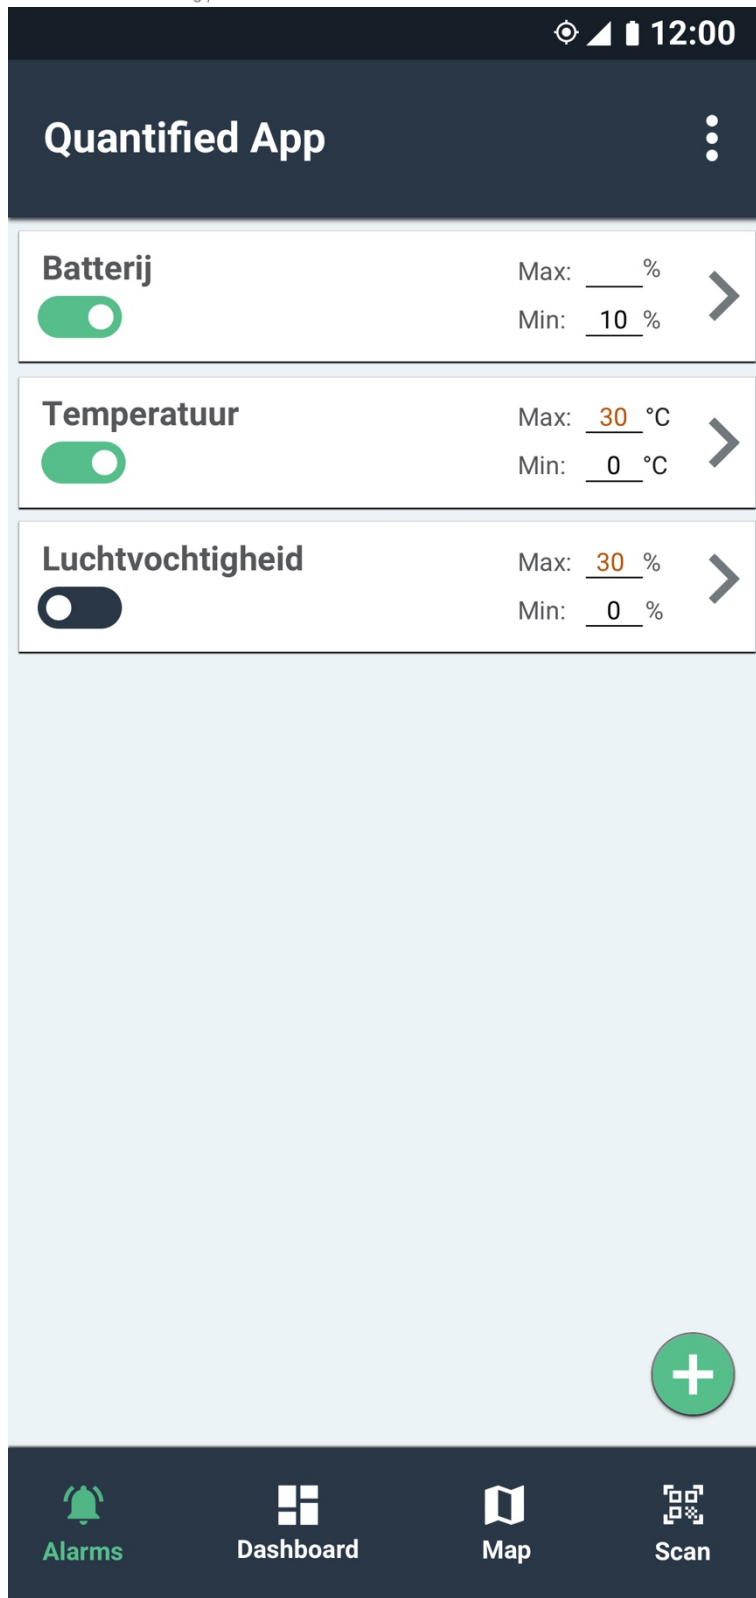 12:00
Quantified App
Batterij
Max: %
Min: 10 %
Temperatuur
Max: 30 °C
Min: 0 °C
Luchtvochtigheid
Max: 30 %
Min: 0 %
Alarms Dashboard Map Scan